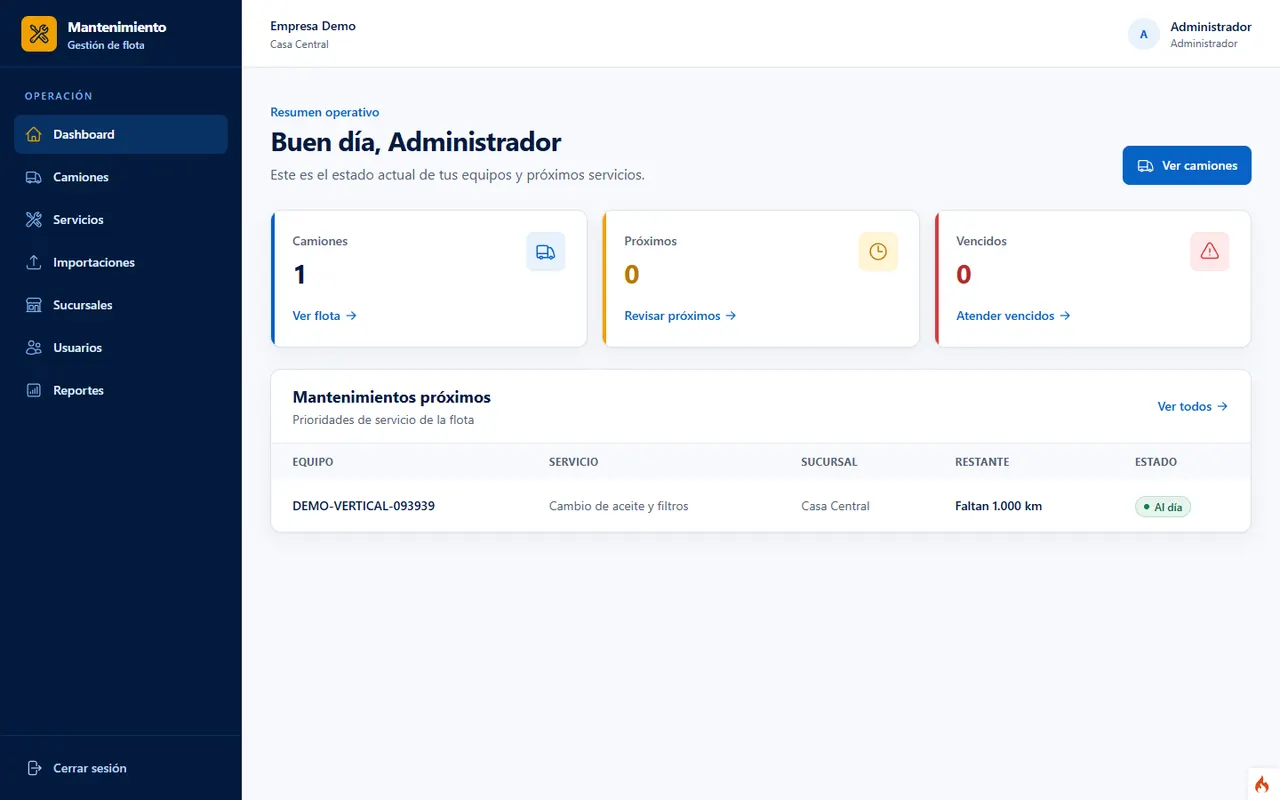 Mantenimiento
Gestión de flota
OPERACIÓN
Dashboard
Camiones
Servicios
Importaciones
Sucursales
Usuarios
Reportes
Cerrar sesión
Empresa Demo
Casa Central
A
Administrador
Administrador
Resumen operativo
Buen día, Administrador
Este es el estado actual de tus equipos y próximos servicios.
Ver camiones
Camiones
1
Ver flota →
Próximos
0
Revisar próximos →
Vencidos
0
Atender vencidos →
Mantenimientos próximos
Prioridades de servicio de la flota
Ver todos →
EQUIPO SERVICIO SUCURSAL RESTANTE ESTADO
DEMO-VERTICAL-093939 Cambio de aceite y filtros Casa Central Faltan 1.000 km Al día